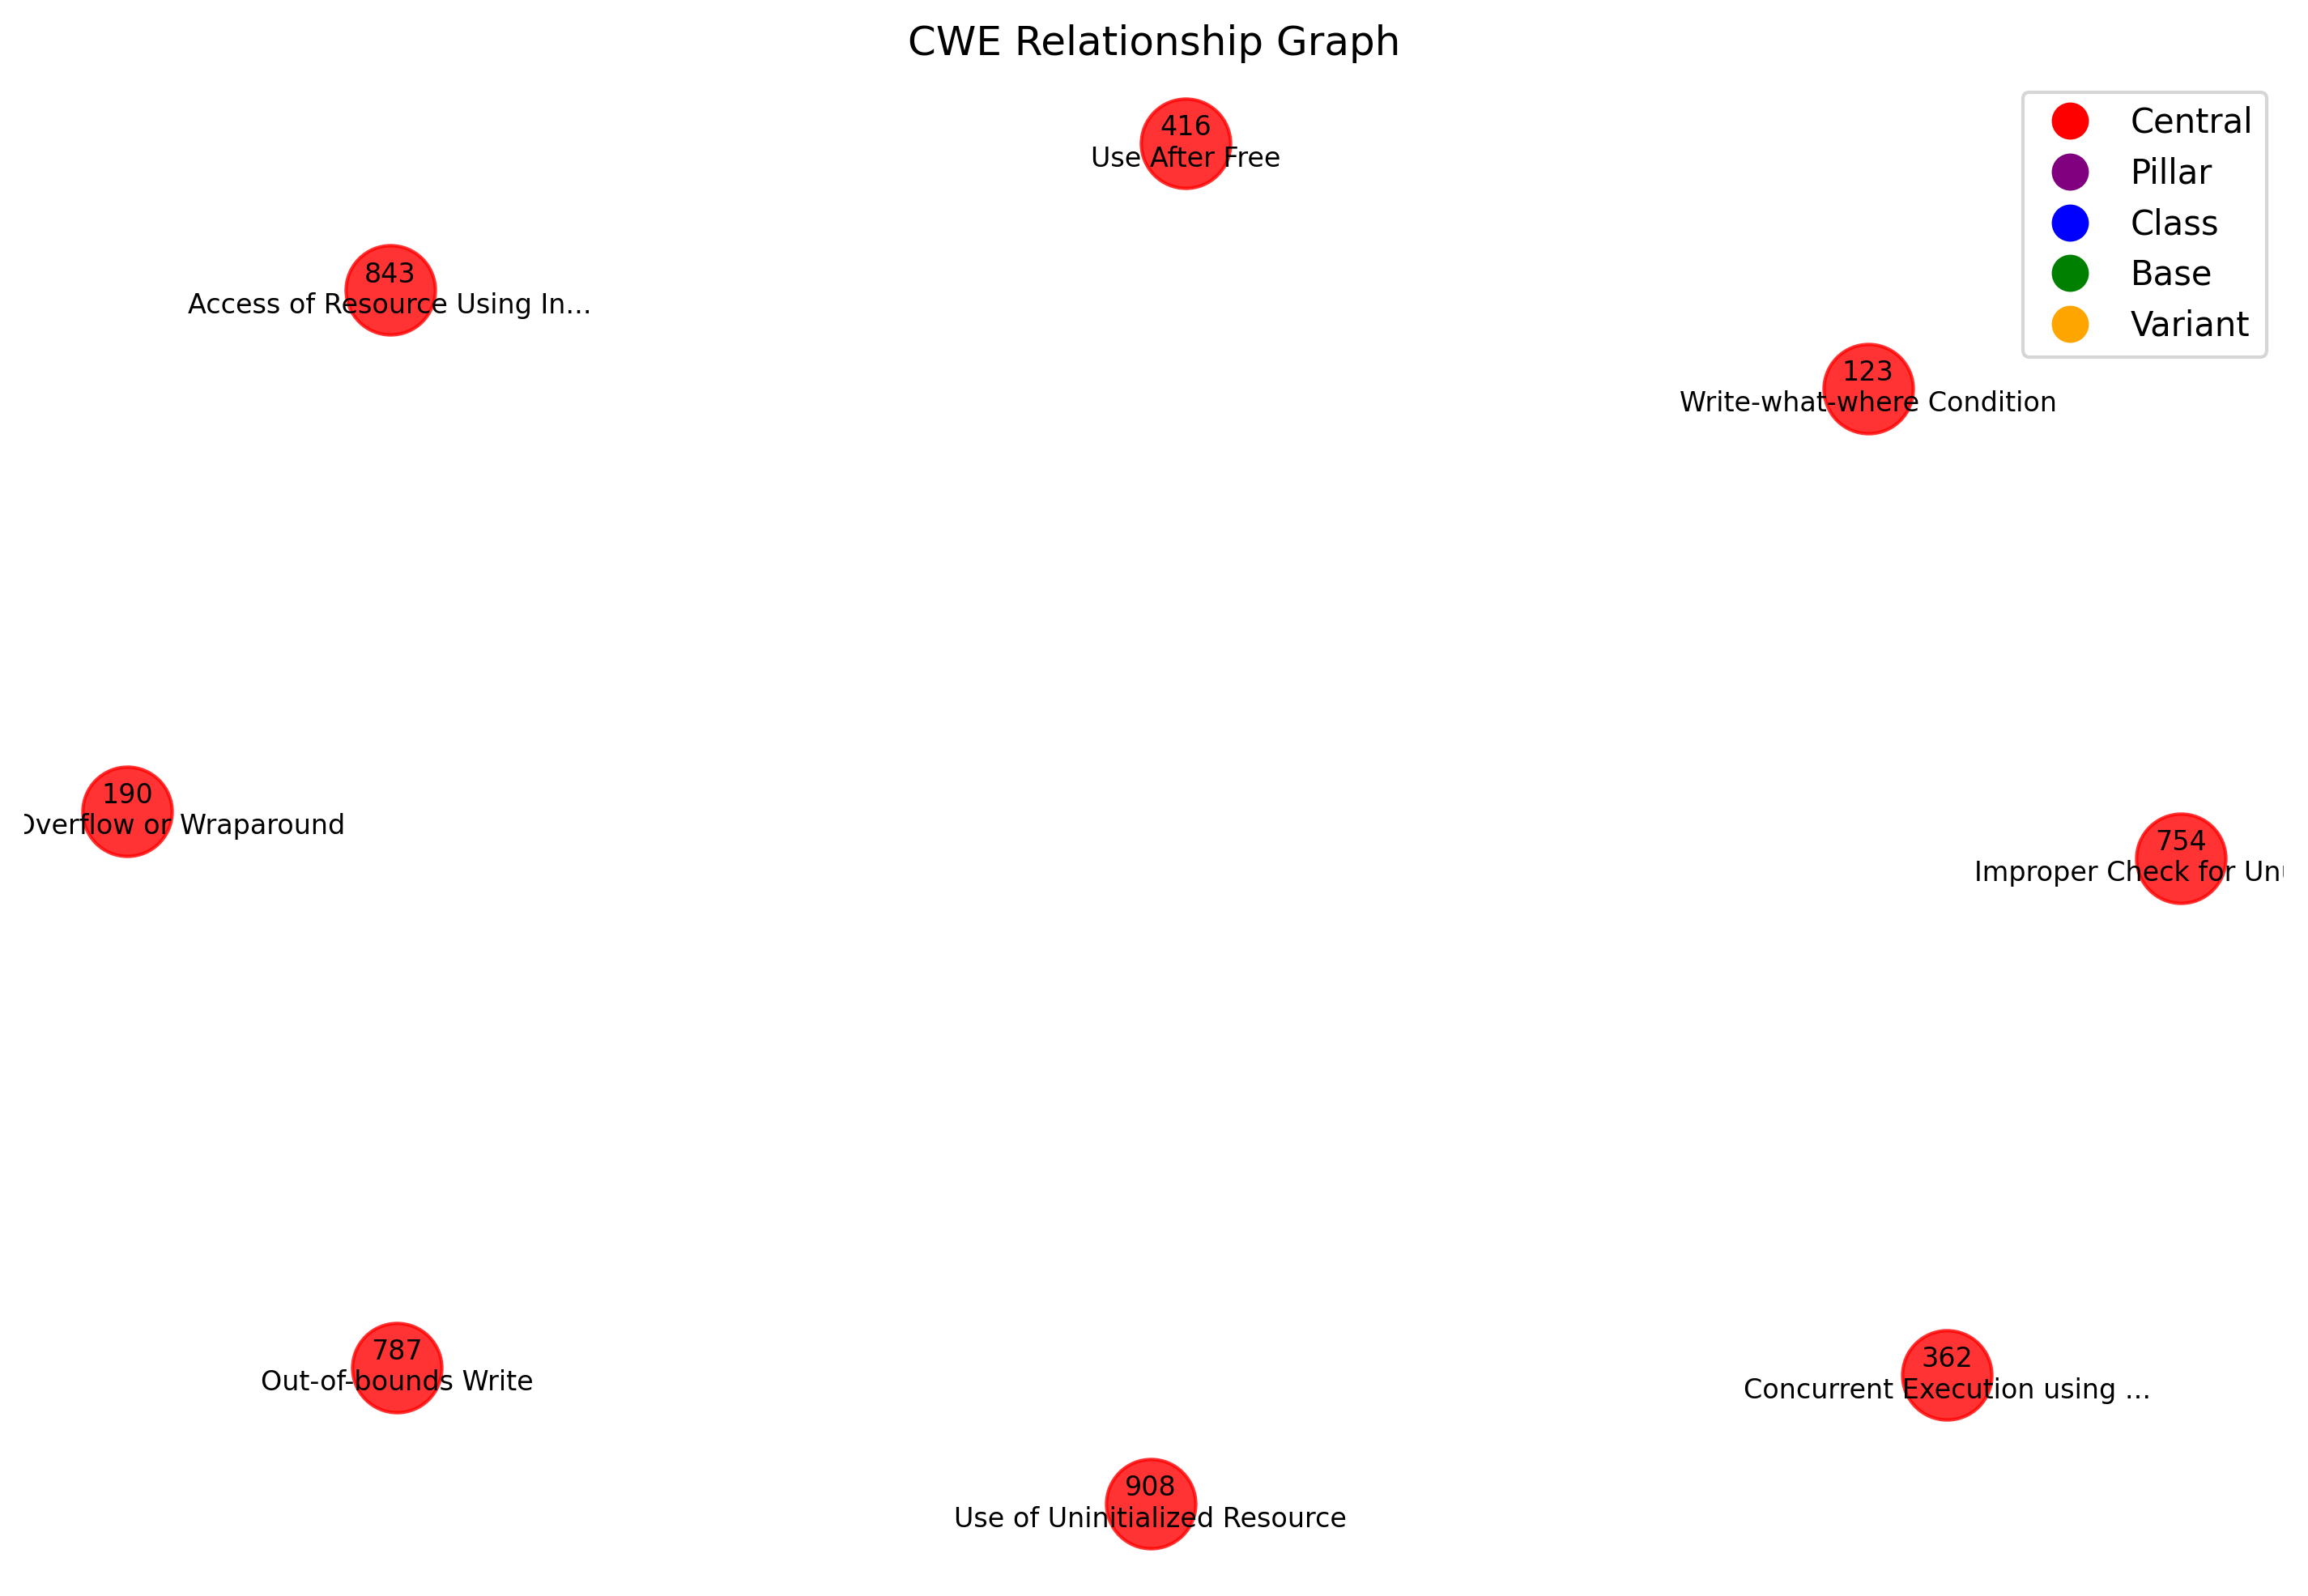 CWE Relationship Graph
416
Use After Free
Central
Pillar
Class
Base
Variant
843
Access of Resource Using In...
123
Write-what-where Condition
190
Overflow or Wraparound
754
Improper Check for
362
Concurrent Execution using ...
787
Out-of-bounds Write
908
Use of Uninitialized Resource